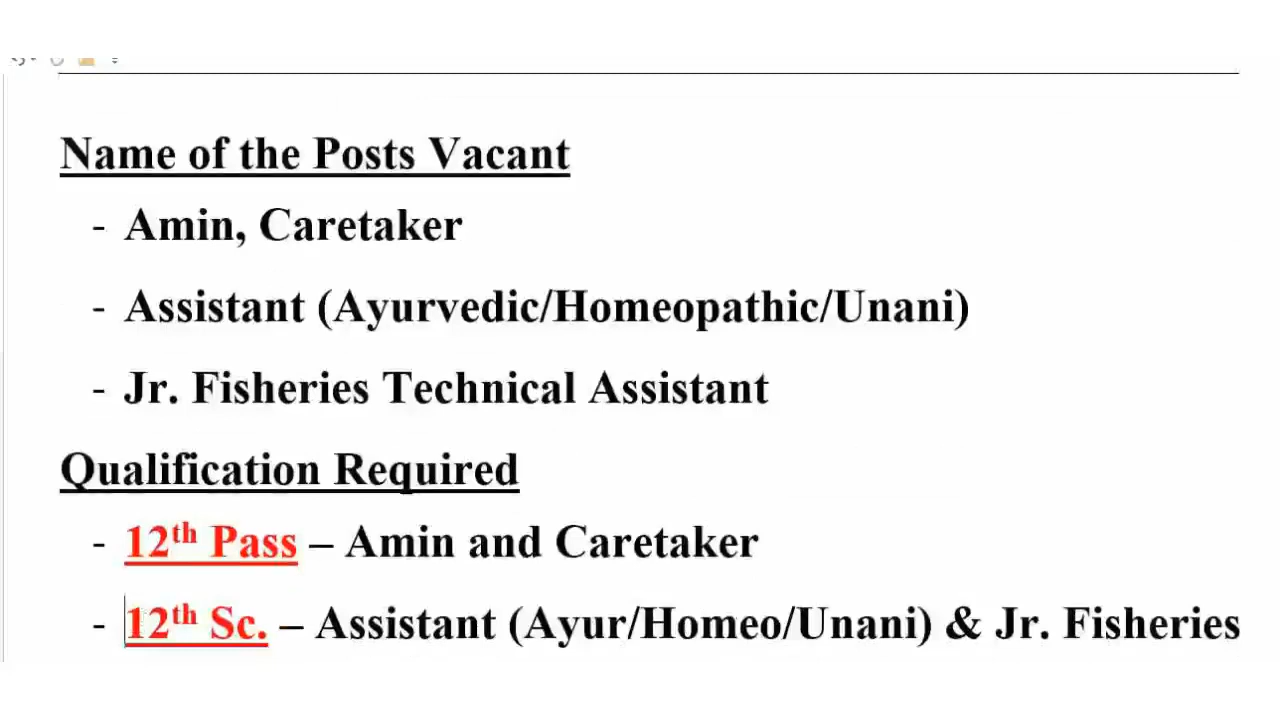 Name of the Posts Vacant
- Amin, Caretaker
- Assistant (Ayurvedic/Homeopathic/Unani)
- Jr. Fisheries Technical Assistant
Qualification Required
- 12th Pass – Amin and Caretaker
- 12th Sc. – Assistant (Ayur/Homeo/Unani) & Jr. Fisheries